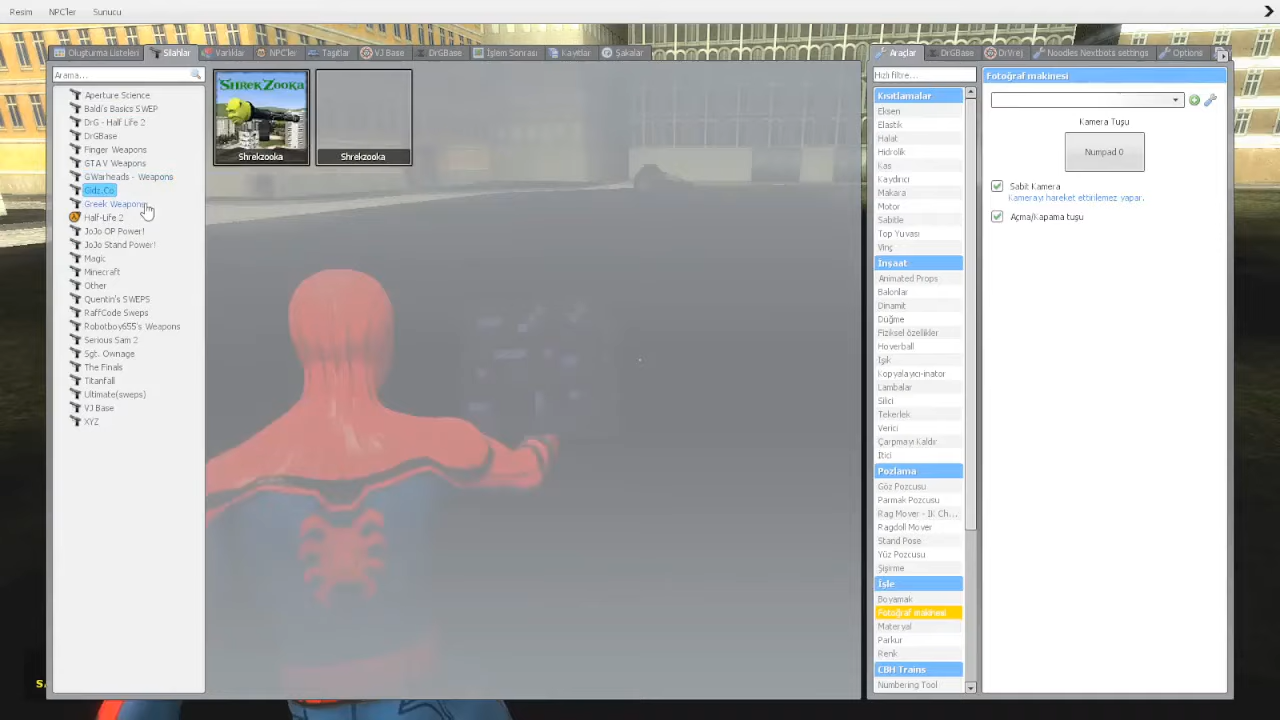 Resim NPC'ler Sunucu
Oluşturma Listeleri Silahlar Varlıklar NPC'ler Taşıtlar VJ Base DrGBase İşlem Sonrası Kayıtlar Şakalar
Arama...
Aperture Science
Baldi's Basics SWEP
DrG - Half Life 2
DrGBase
Finger Weapons
GTA V Weapons
GWarheads - Weapons
Gidz.Co
Greek Weapons
Half-Life 2
JoJo OP Power!
JoJo Stand Power!
Magic
Minecraft
Other
Quentin's SWEPS
RaffCode Sweps
Robotboy655's Weapons
Serious Sam 2
Sgt. Ownage
The Finals
Titanfall
Ultimate(sweps)
VJ Base
XYZ
SHREKZOOKA
Shrekzooka
Shrekzooka
Araçlar DrGBase DrVrej Noodles Nextbots settings Options
Hızlı filtre...
Kısıtlamalar
Eksen
Elastik
Halat
Hidrolik
Kas
Kaydırıcı
Makara
Motor
Sabitle
Top Yuvası
Vinç
İnşaat
Animated Props
Balonlar
Dinamit
Düğme
Fiziksel özellikler
Hoverball
Işık
Kopyalayıcı-inator
Lambalar
Silici
Tekerlek
Verici
Çarpmayı Kaldır
İtici
Pozlama
Göz Pozcusu
Parmak Pozcusu
Rag Mover - IK Ch...
Ragdoll Mover
Stand Pose
Yüz Pozcusu
Şişirme
İşle
Boyamak
Fotoğraf makinesi
Materyal
Parkur
Renk
CBH Trains
Numbering Tool
Fotoğraf makinesi
Kamera Tuşu
Numpad 0
Sabit Kamera
Kamerayı hareket ettirilemez yapar.
Açma/Kapama tuşu